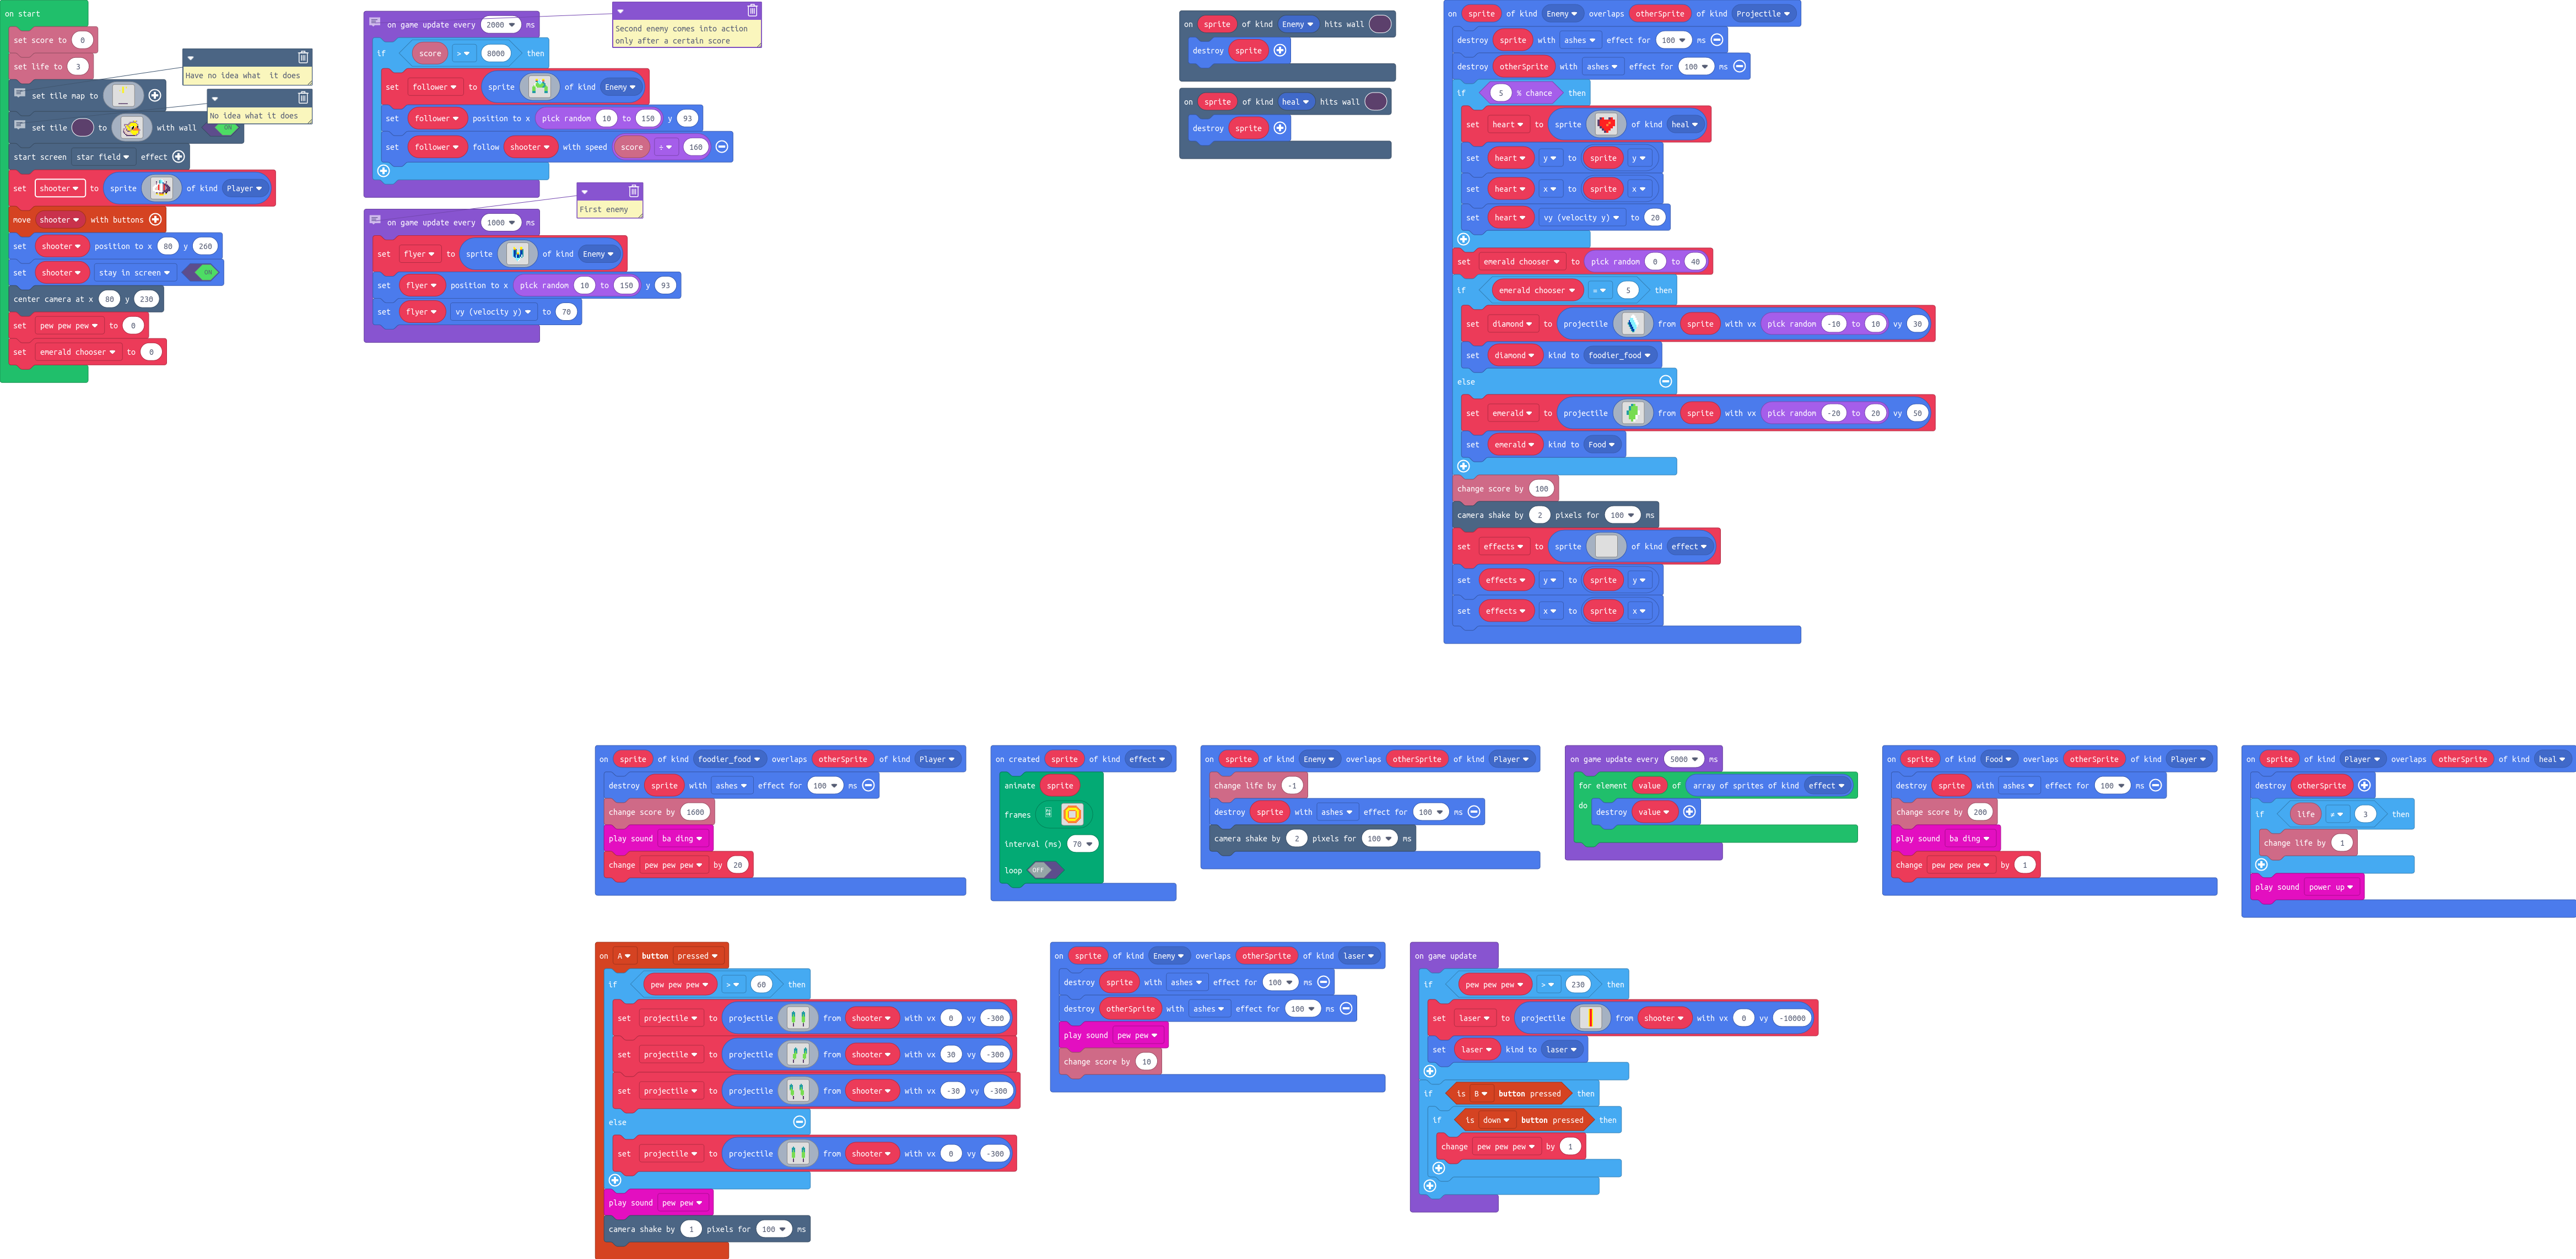 on start
set score to 0
set life to 3
set tile map to
set tile to with wall ON
start screen star field effect
set shooter to sprite of kind Player
move shooter with buttons
set shooter position to x 80 y 260
set shooter stay in screen ON
center camera at x 80 y 230
set pew pew pew to 0
set emerald chooser to 0
Have no idea what it does
No idea what it does
on game update every 2000 ms
if score > 8000 then
set follower to sprite of kind Enemy
set follower position to x pick random 10 to 150 y 93
set follower follow shooter with speed score ÷ 160
Second enemy comes into action
only after a certain score
on game update every 1000 ms
set flyer to sprite of kind Enemy
set flyer position to x pick random 10 to 150 y 93
set flyer vy (velocity y) to 70
First enemy
on sprite of kind Enemy hits wall
destroy sprite
on sprite of kind heal hits wall
destroy sprite
on sprite of kind Enemy overlaps otherSprite of kind Projectile
destroy sprite with ashes effect for 100 ms
destroy otherSprite with ashes effect for 100 ms
if 5 % chance then
set heart to sprite of kind heal
set heart y to sprite y
set heart x to sprite x
set heart vy (velocity y) to 20
set emerald chooser to pick random 0 to 40
if emerald chooser = 5 then
set diamond to projectile from sprite with vx pick random -10 to 10 vy 30
set diamond kind to foodier_food
else
set emerald to projectile from sprite with vx pick random -20 to 20 vy 50
set emerald kind to Food
change score by 100
camera shake by 2 pixels for 100 ms
set effects to sprite of kind effect
set effects y to sprite y
set effects x to sprite x
on sprite of kind foodier_food overlaps otherSprite of kind Player
destroy sprite with ashes effect for 100 ms
change score by 1600
play sound ba ding
change pew pew pew by 20
on created sprite of kind effect
animate sprite
frames
interval (ms) 70
loop OFF
on sprite of kind Enemy overlaps otherSprite of kind Player
change life by -1
destroy sprite with ashes effect for 100 ms
camera shake by 2 pixels for 100 ms
on game update every 5000 ms
for element value of array of sprites of kind effect
do destroy value
on sprite of kind Food overlaps otherSprite of kind Player
destroy sprite with ashes effect for 100 ms
change score by 200
play sound ba ding
change pew pew pew by 1
on sprite of kind Player overlaps otherSprite of kind heal
destroy otherSprite
if life ≠ 3 then
change life by 1
play sound power up
on A button pressed
if pew pew pew > 60 then
set projectile to projectile from shooter with vx 0 vy -300
set projectile to projectile from shooter with vx 30 vy -300
set projectile to projectile from shooter with vx -30 vy -300
else
set projectile to projectile from shooter with vx 0 vy -300
play sound pew pew
camera shake by 1 pixels for 100 ms
on sprite of kind Enemy overlaps otherSprite of kind laser
destroy sprite with ashes effect for 100 ms
destroy otherSprite with ashes effect for 100 ms
play sound pew pew
change score by 10
on game update
if pew pew pew > 230 then
set laser to projectile from shooter with vx 0 vy -10000
set laser kind to laser
if is B button pressed then
if is down button pressed then
change pew pew pew by 1